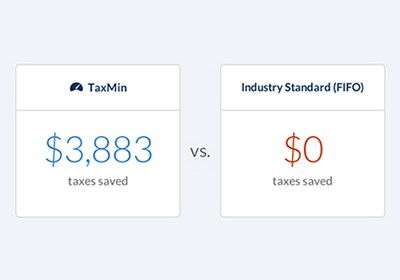 TaxMin
$3,883
taxes saved
vs.
Industry Standard (FIFO)
$0
taxes saved